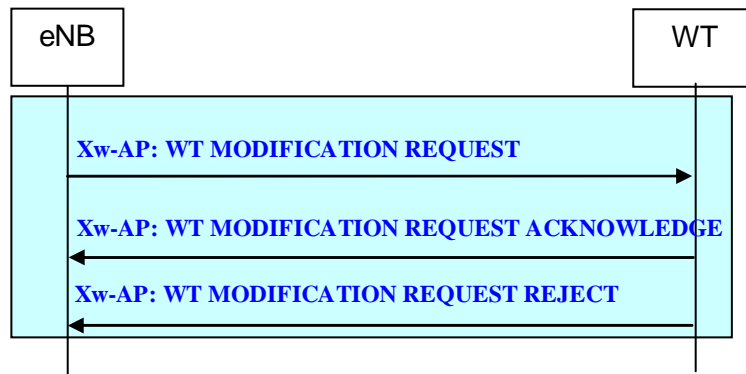 eNB
WT
Xw-AP: WT MODIFICATION REQUEST
Xw-AP: WT MODIFICATION REQUEST ACKNOWLEDGE
Xw-AP: WT MODIFICATION REQUEST REJECT